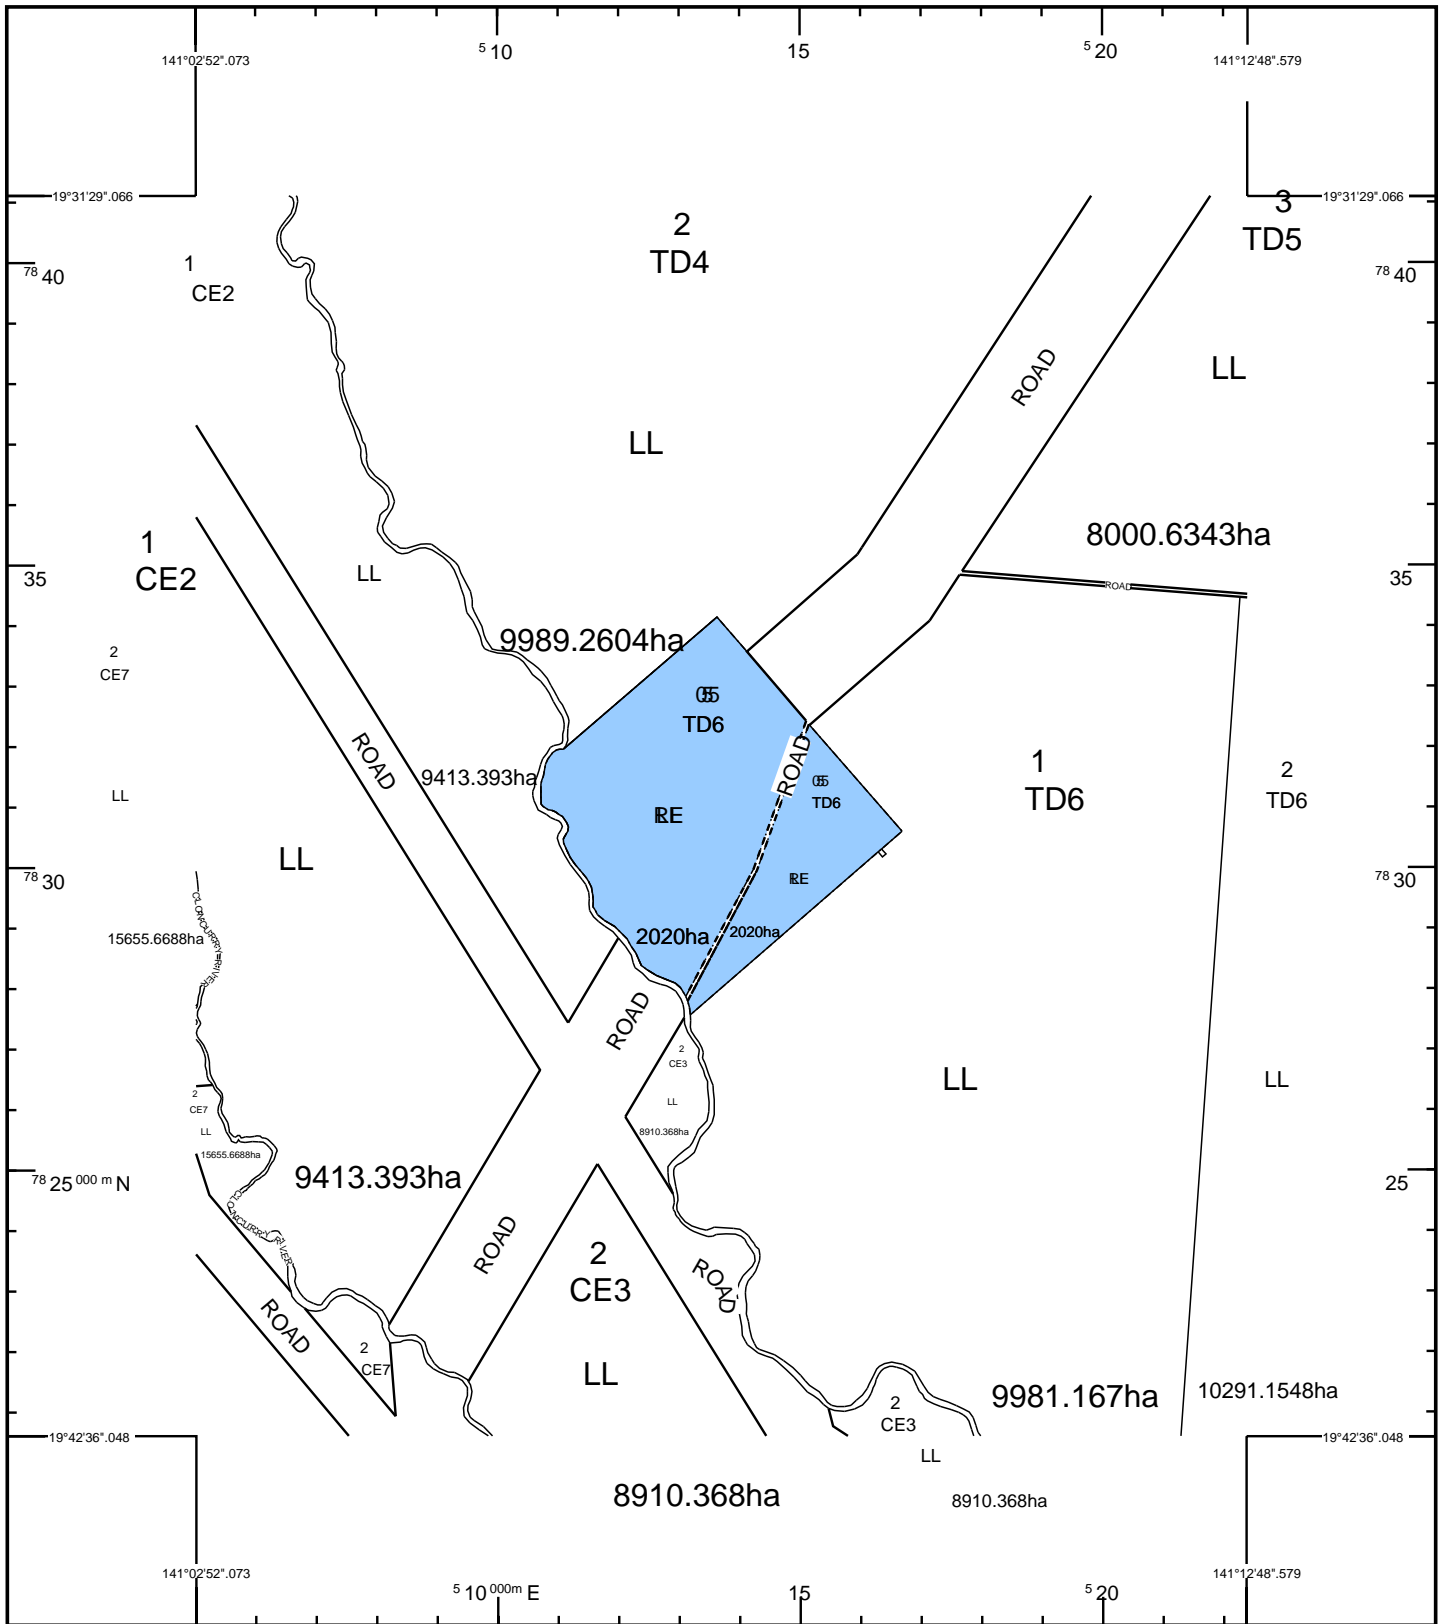 5 10
15
5 20
141°02'52".073
141°12'48".579
19°31'29".066
19°31'29".066
3
TD5
2
TD4
1
CE2
78 40
78 40
ROAD
LL
LL
8000.6343ha
1
CE2
LL
35
35
ROAD
9989.2604ha
2
CE7
TD6
ROAD
ROAD
9413.393ha
1
TD6
2
TD6
TD6
LL
LL
78 30
78 30
CLONCURRY RIVER
15655.6688ha
2020ha
2020ha
ROAD
2
CE3
LL
8910.368ha
LL
LL
2
CE7
LL
15655.6688ha
9413.393ha
78 25 000 m N
25
CLONCURRY RIVER
ROAD
2
CE3
ROAD
ROAD
2
CE7
LL
9981.167ha
10291.1548ha
2
CE3
LL
19°42'36".048
19°42'36".048
8910.368ha
8910.368ha
141°02'52".073
141°12'48".579
5 10 000m E
15
5 20